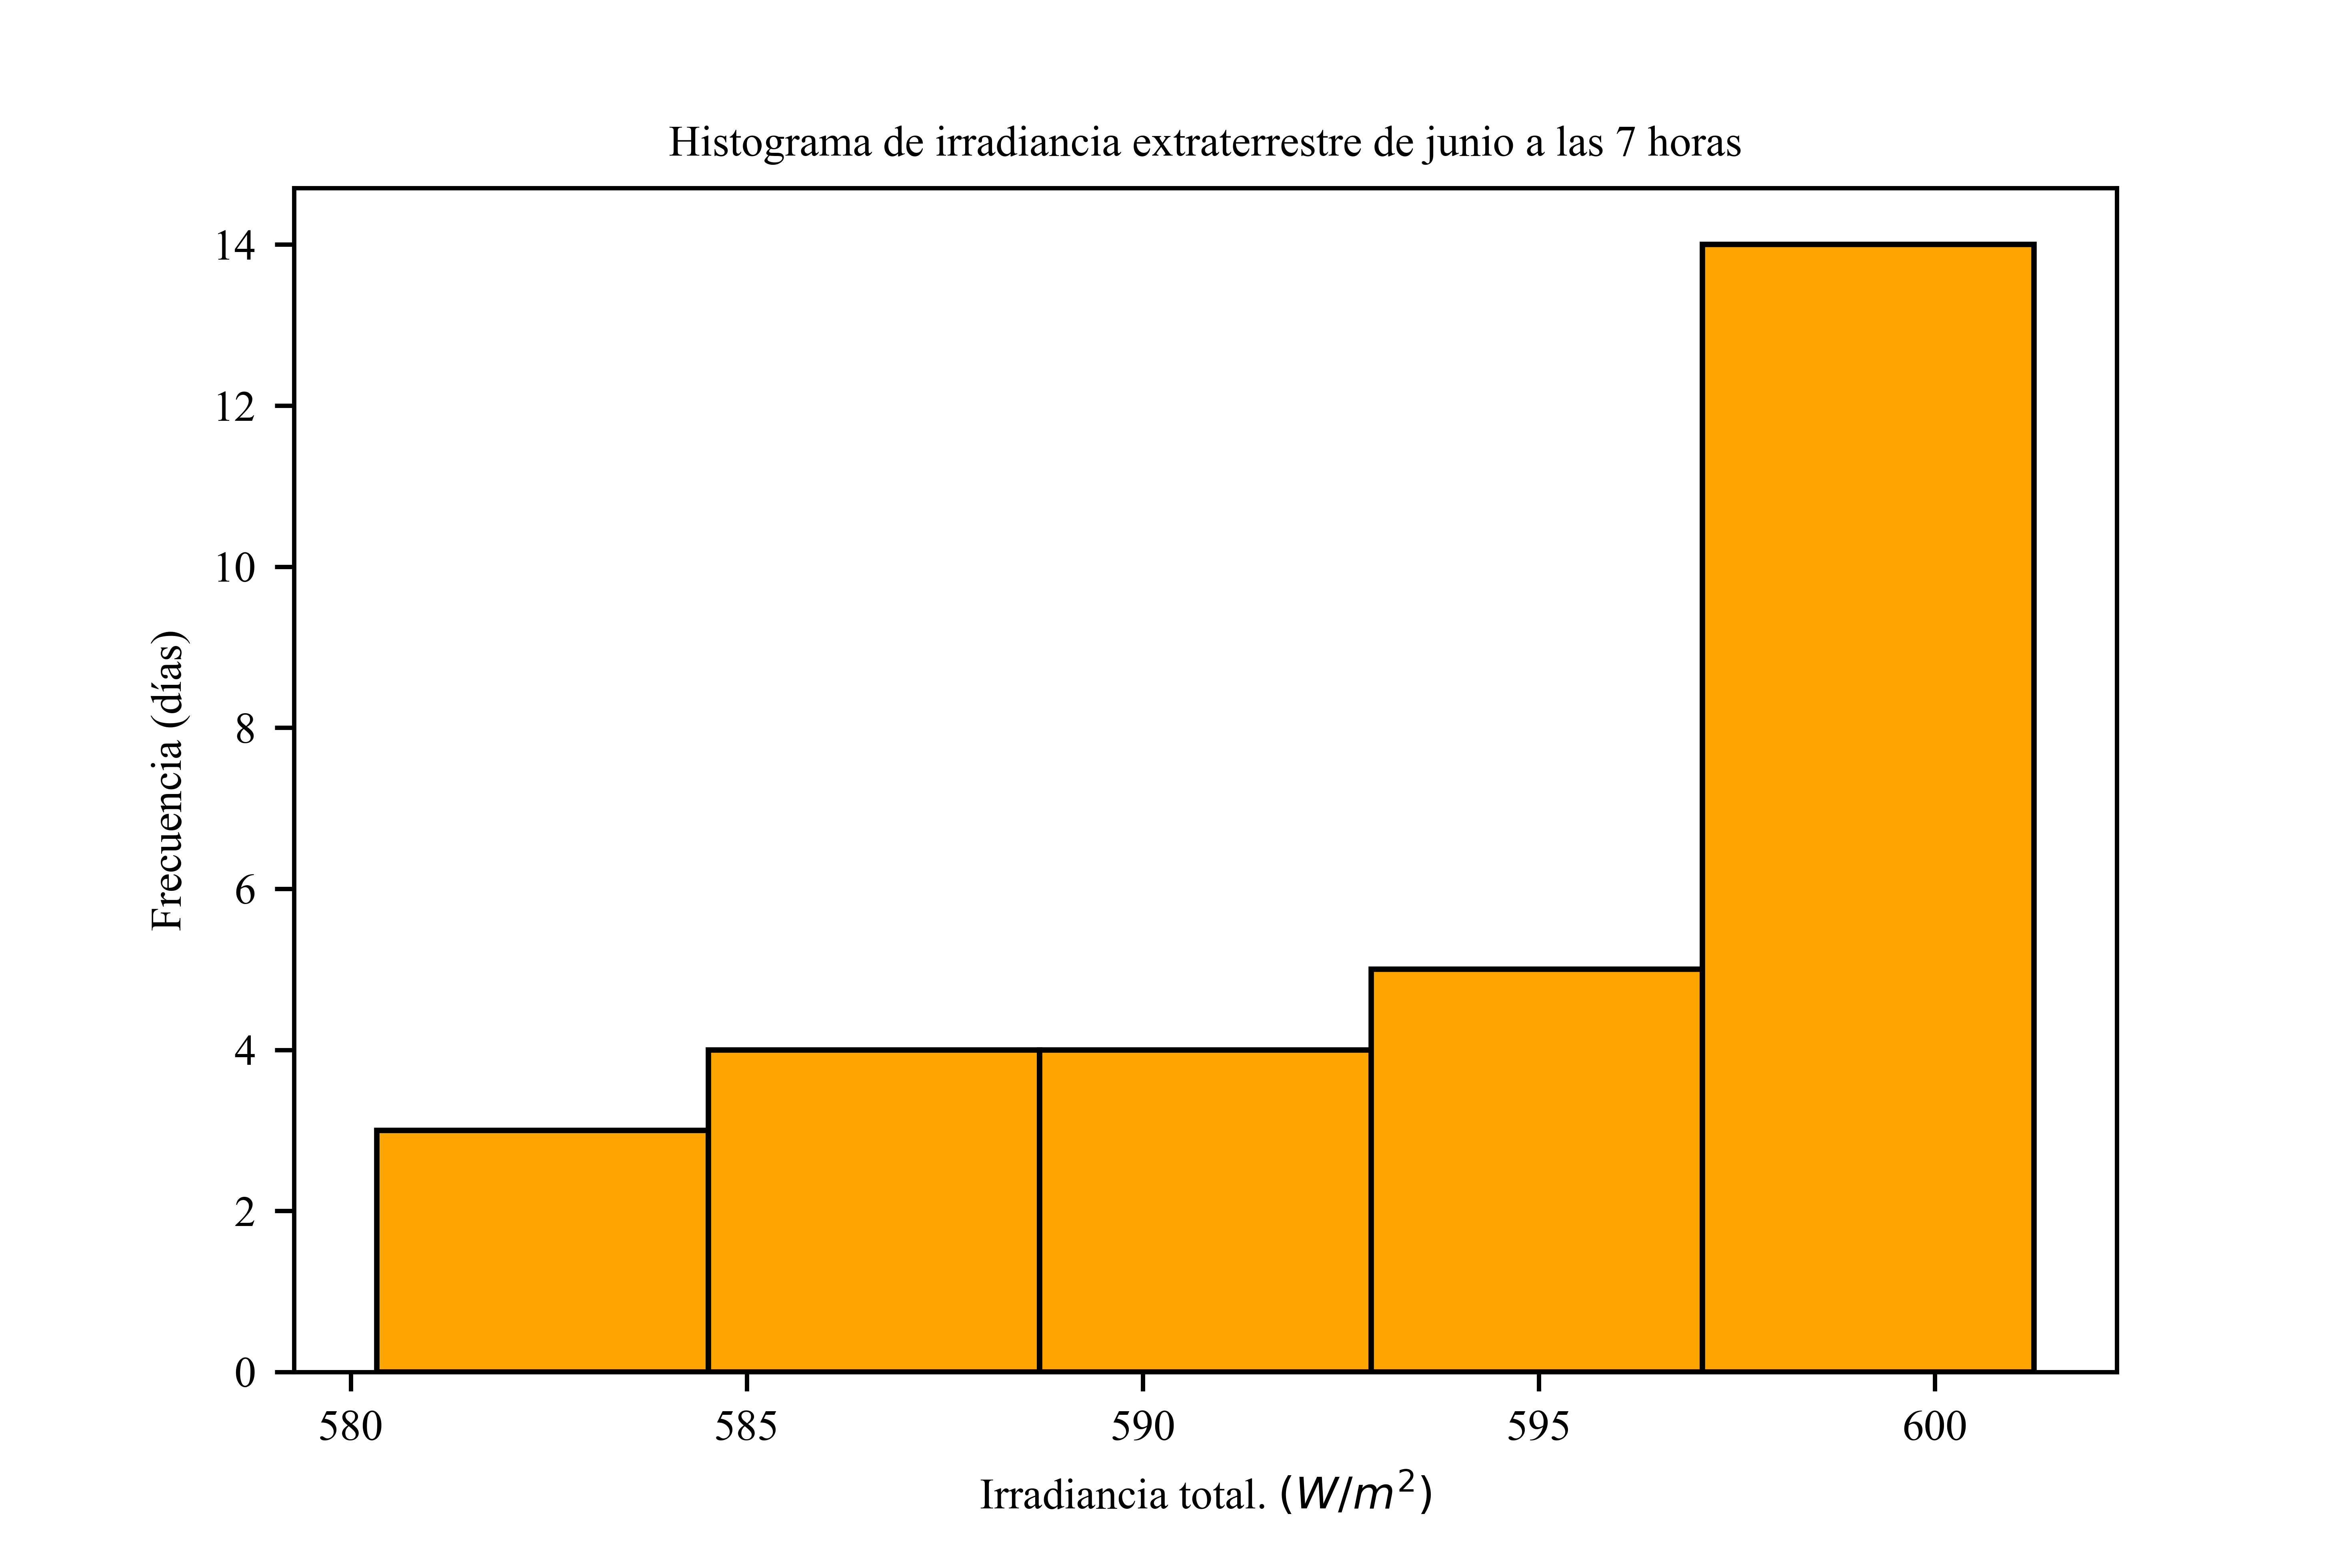 Histograma de irradiancia extraterrestre de junio a las 7 horas
14
12
10
8
6
4
2
0
Frecuencia (días)
580 585 590 595 600
Irradiancia total. (W/m²)